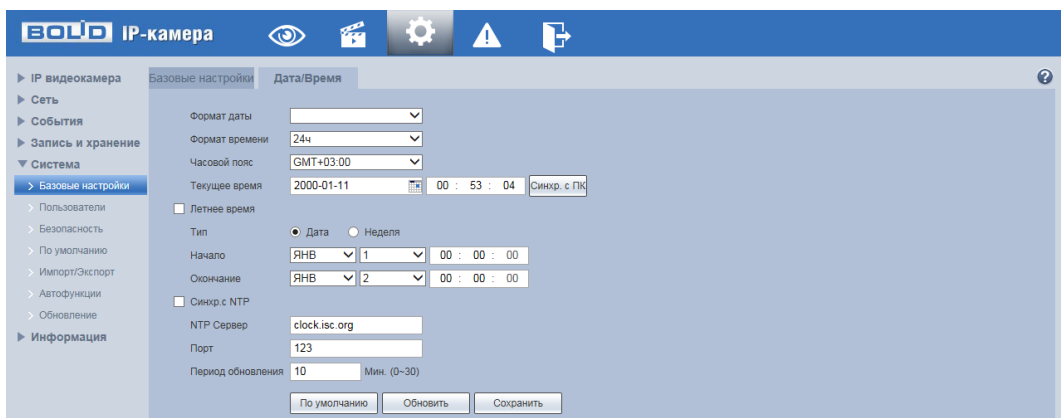 BOLID IP-камера
IP видеокамера
Сеть
События
Запись и хранение
Система
Базовые настройки
Пользователи
Безопасность
По умолчанию
Импорт/Экспорт
Автофункции
Обновление
Информация
Базовые настройки Дата/Время ?
Формат даты
Формат времени 24ч
Часовой пояс GMT+03:00
Текущее время 2000-01-11 00 : 53 : 04 Синхр. с ПК
Летнее время
Тип Дата Неделя
Начало ЯНВ 1 00 : 00 : 00
Окончание ЯНВ 2 00 : 00 : 00
Синхр.с NTP
NTP Сервер clock.isc.org
Порт 123
Период обновления 10 Мин. (0~30)
По умолчанию Обновить Сохранить